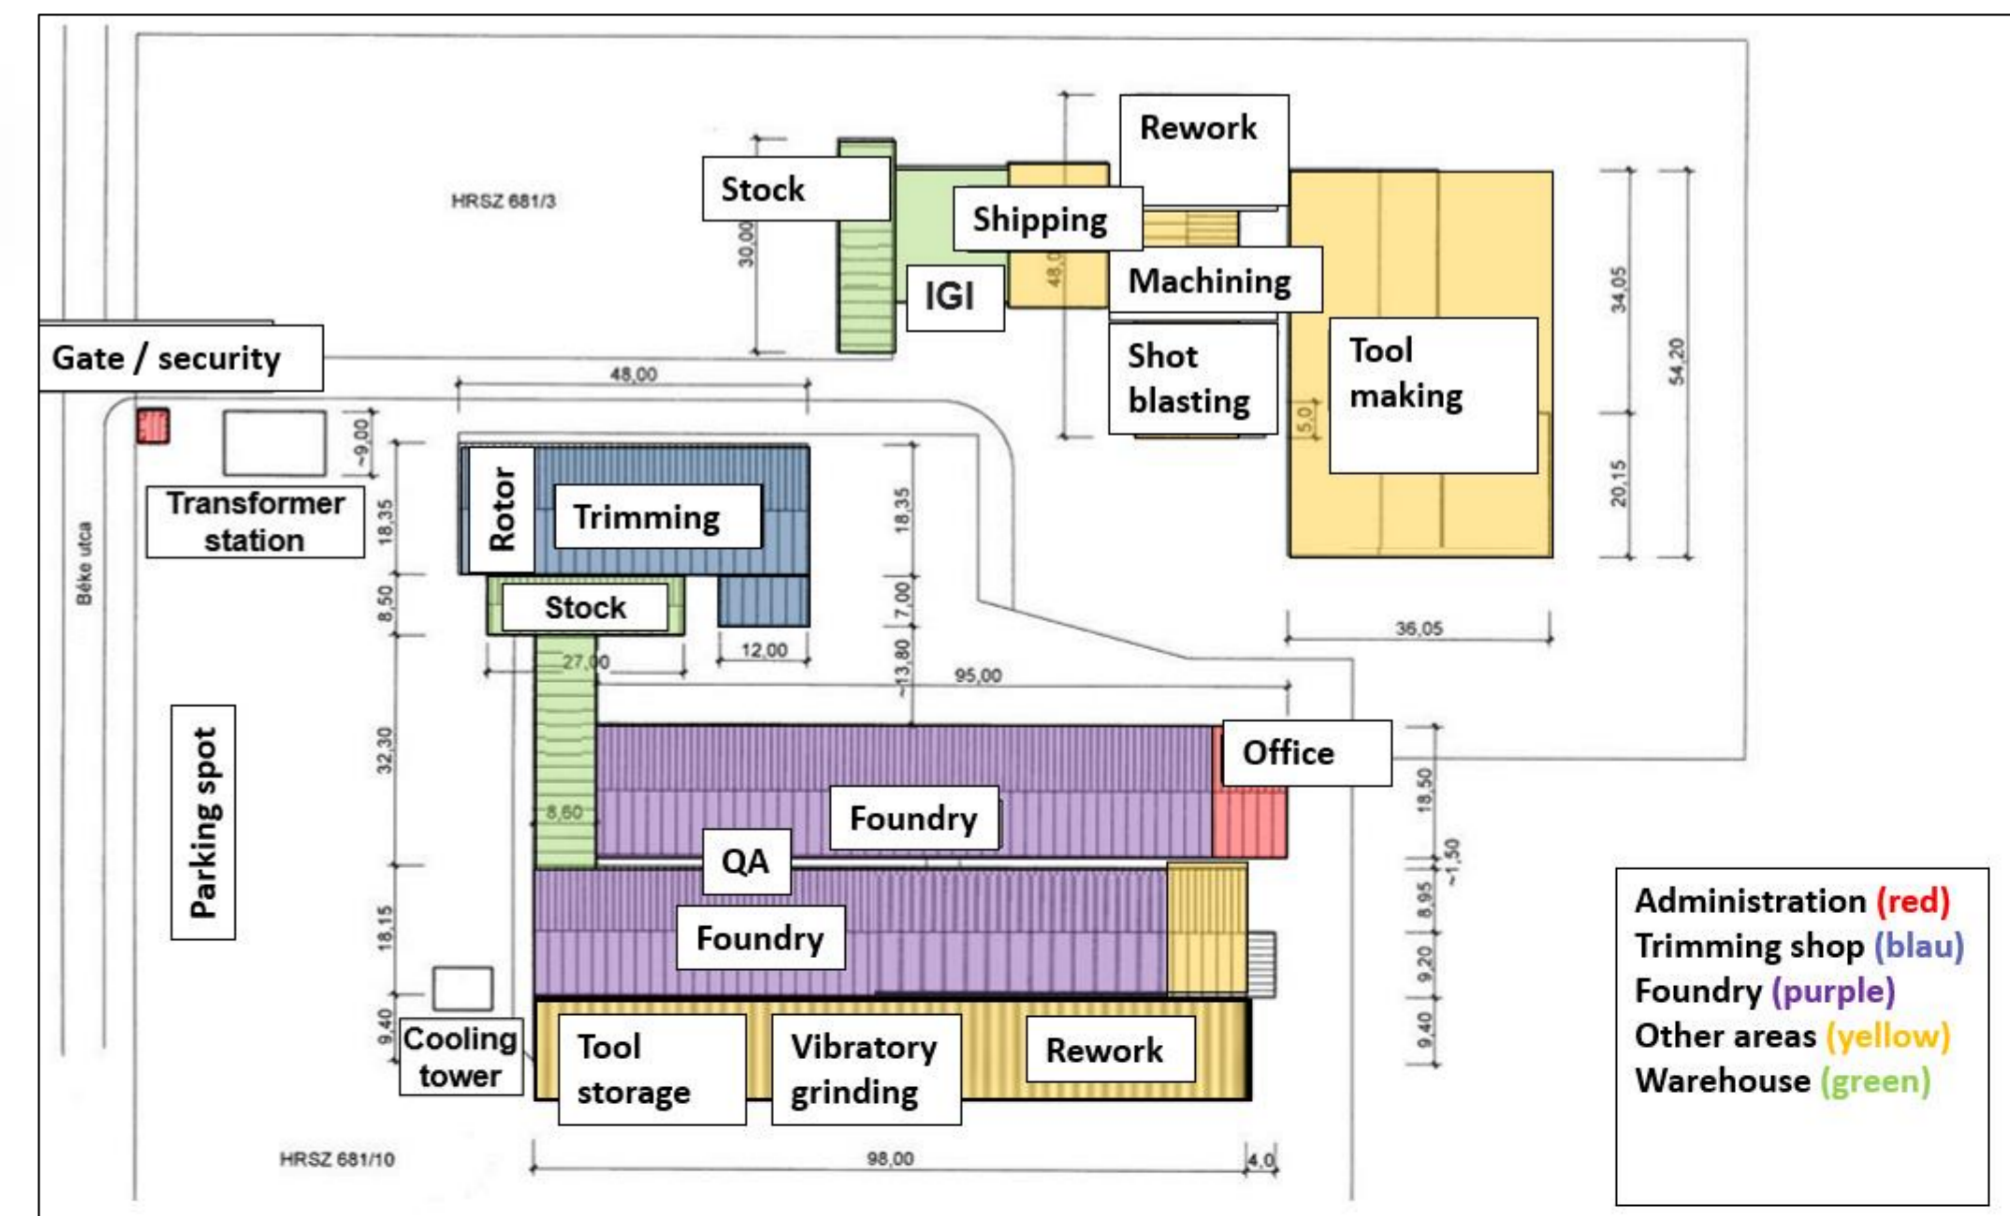 Rework
Stock
HRSZ 681/3
Shipping
30,00
48,0
Machining
IGI
34,05
Gate / security
Shot
blasting
Tool
making
54,20
48,00
5,0
~9,00
Rotor
Trimming
Transformer
station
18,35
18,35
20,15
Béke utca
8,50
Stock
7,00
36,05
12,00
27,00
~13,80
95,00
Parking spot
32,30
Office
18,50
8,60
Foundry
QA
~1,50
18,15
Foundry
8,95
9,20
Administration (red)
Trimming shop (blau)
Foundry (purple)
Other areas (yellow)
Warehouse (green)
9,40
Cooling
tower
Tool
storage
Vibratory
grinding
Rework
9,40
HRSZ 681/10
98,00
4,0